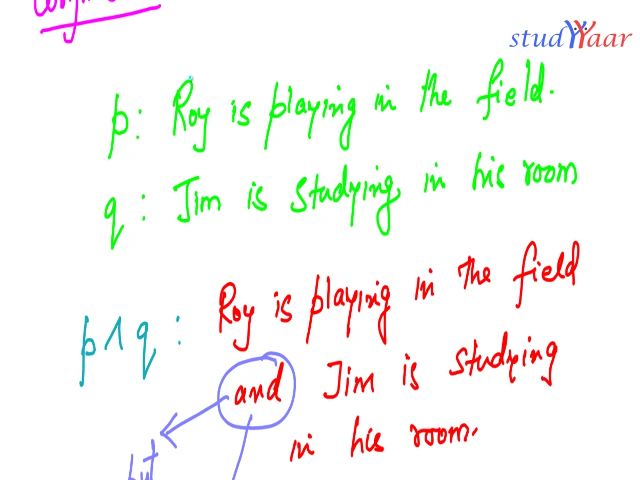 studYYaar
p: Roy is playing in the field.
q: Jim is studying in his room
p ∧ q: Roy is playing in the field
and Jim is studying
in his room.
but